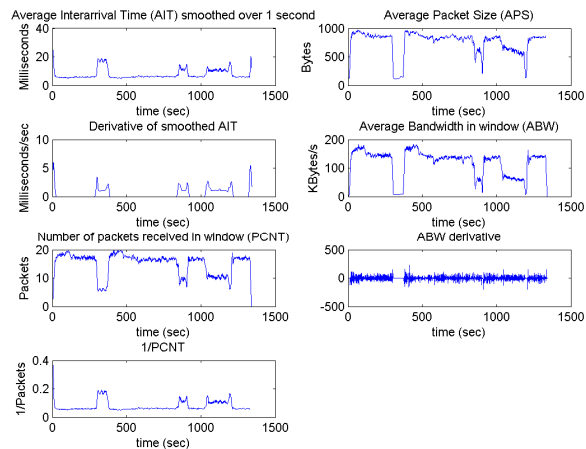 Average Interarrival Time (AIT) smoothed over 1 second
Milliseconds
40
20
0
0
500
1000
1500
time (sec)
Average Packet Size (APS)
Bytes
1000
500
0
0
500
1000
1500
time (sec)
Derivative of smoothed AIT
Milliseconds/sec
10
5
0
0
500
1000
1500
time (sec)
Average Bandwidth in window (ABW)
KBytes/s
200
100
0
0
500
1000
1500
time (sec)
Number of packets received in window (PCNT)
Packets
20
10
0
0
500
1000
1500
time (sec)
ABW derivative
500
0
-500
0
500
1000
1500
time (sec)
1/PCNT
1/Packets
0.4
0.2
0
0
500
1000
1500
time (sec)